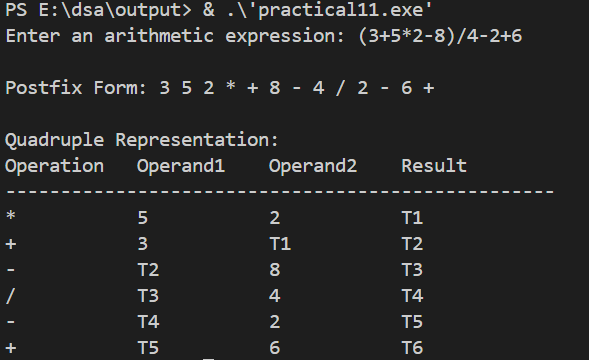 PS E:\dsa\output> & .\'practical11.exe'
Enter an arithmetic expression: (3+5*2-8)/4-2+6
Postfix Form: 3 5 2 * + 8 - 4 / 2 - 6 +
Quadruple Representation:
Operation Operand1 Operand2 Result
--------------------------------------------------
* 5 2 T1
+ 3 T1 T2
- T2 8 T3
/ T3 4 T4
- T4 2 T5
+ T5 6 T6